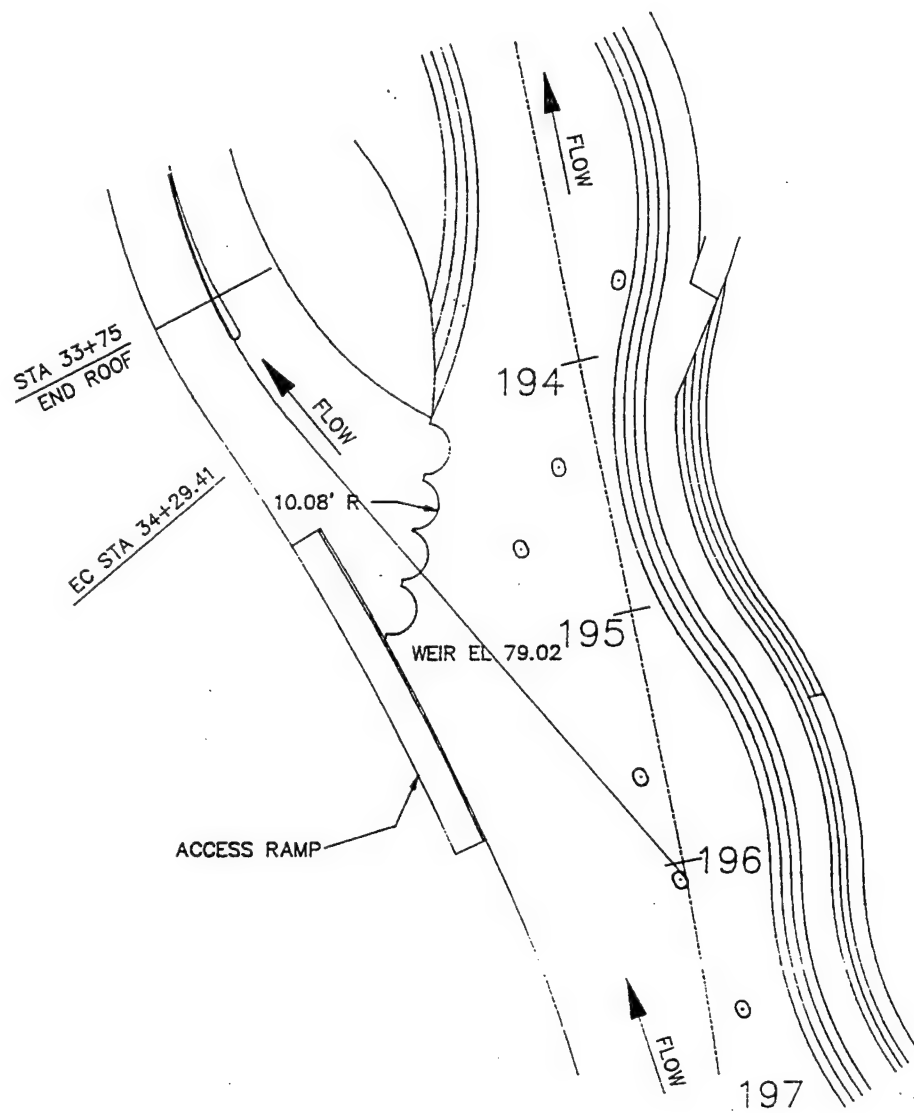 FLOW
STA 33+75
END ROOF
194
FLOW
10.08' R
EC STA 34+29.41
195
WEIR EL 79.02
ACCESS RAMP
196
FLOW
197